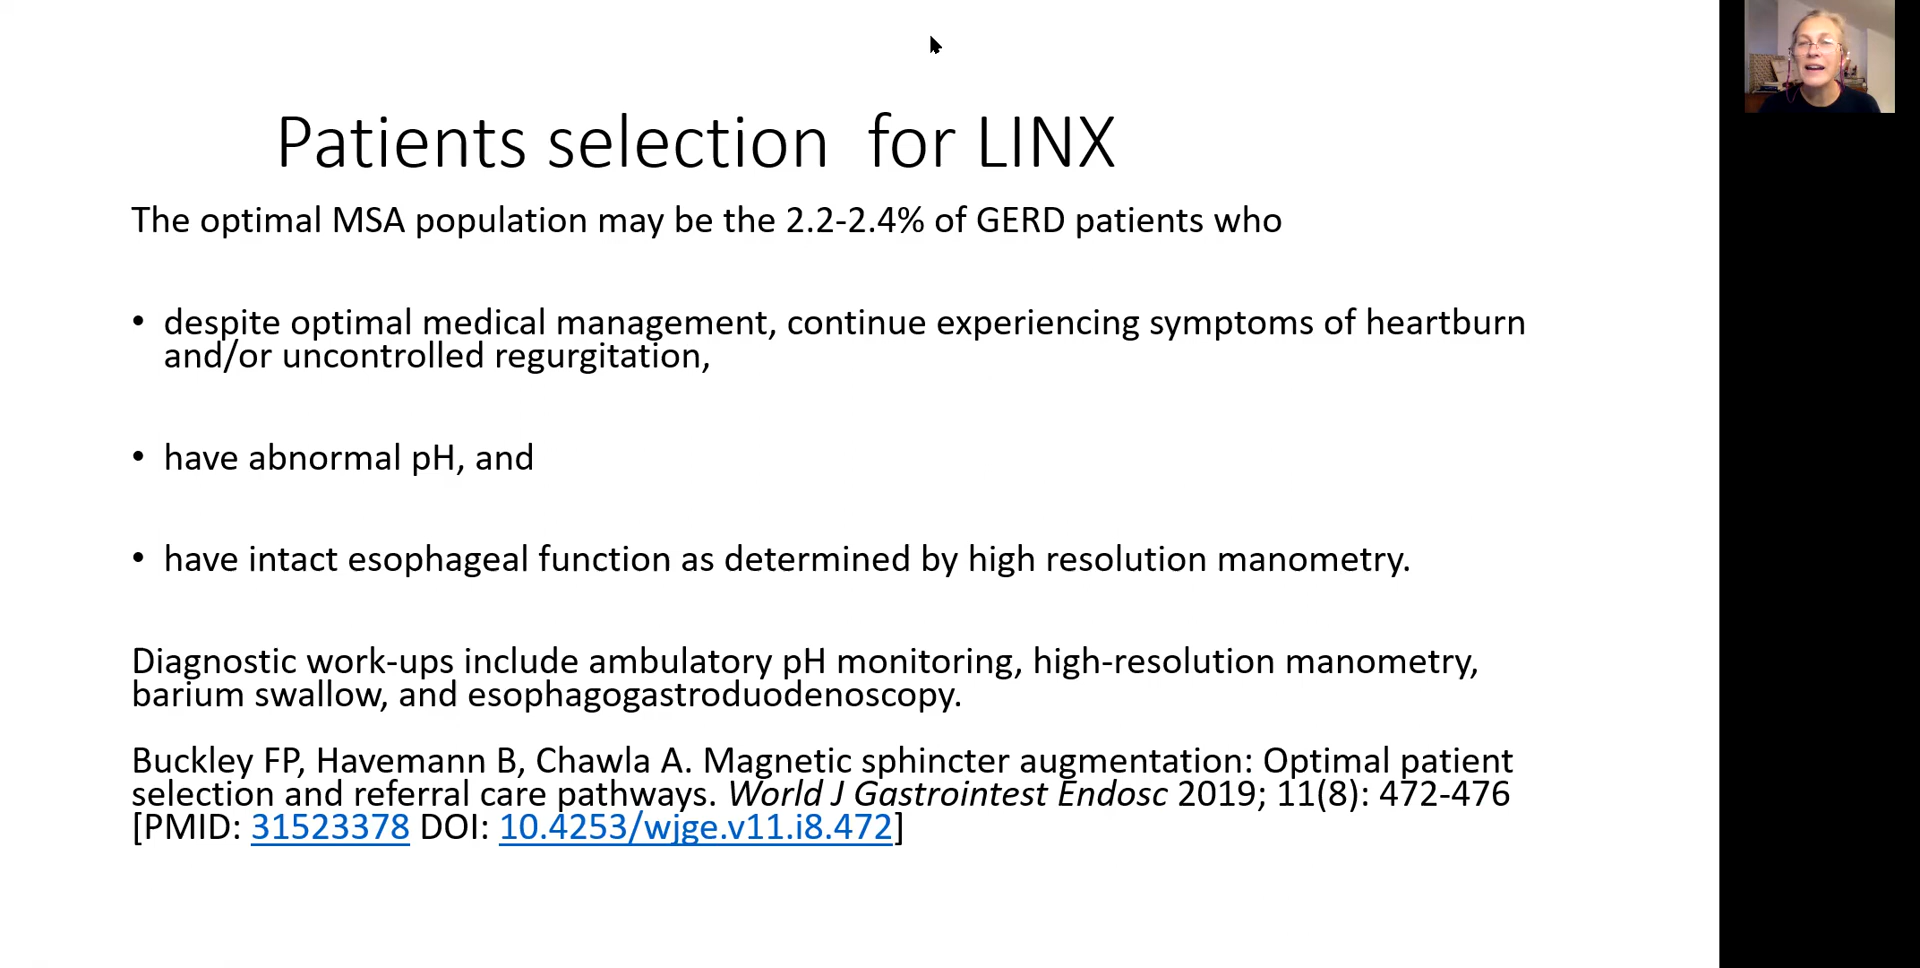 Patients selection for LINX
The optimal MSA population may be the 2.2-2.4% of GERD patients who
• despite optimal medical management, continue experiencing symptoms of heartburn
and/or uncontrolled regurgitation,
• have abnormal pH, and
• have intact esophageal function as determined by high resolution manometry.
Diagnostic work-ups include ambulatory pH monitoring, high-resolution manometry,
barium swallow, and esophagogastroduodenoscopy.
Buckley FP, Havemann B, Chawla A. Magnetic sphincter augmentation: Optimal patient
selection and referral care pathways. World J Gastrointest Endosc 2019; 11(8): 472-476
[PMID: 31523378 DOI: 10.4253/wjge.v11.i8.472]